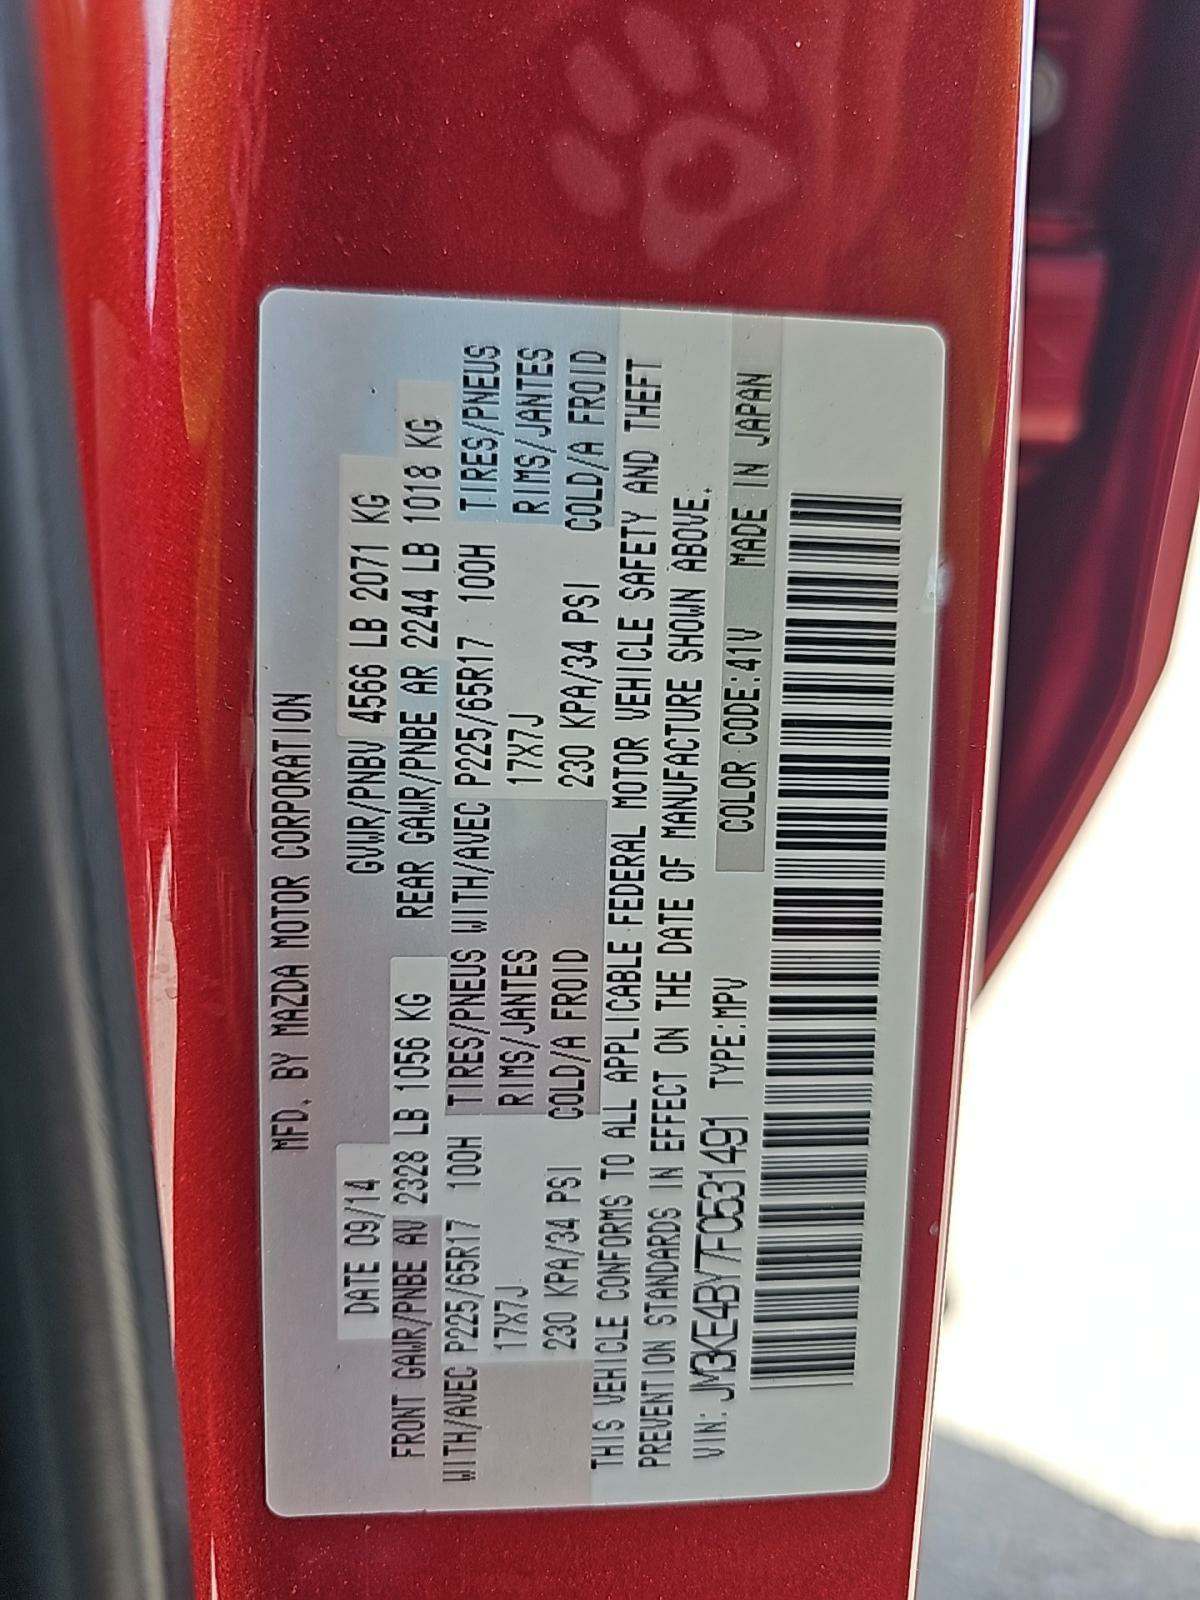 MFD. BY MAZDA MOTOR CORPORATION
DATE 09/14 GVWR/PNBV 4566 LB 2071 KG
FRONT GAWR/PNBE AV 2328 LB 1056 KG REAR GAWR/PNBE AR 2244 LB 1018 KG
WITH/AVEC P225/65R17 100H TIRES/PNEUS WITH/AVEC P225/65R17 100H TIRES/PNEUS
17X7J RIMS/JANTES 17X7J RIMS/JANTES
230 KPA/34 PSI COLD/A FROID 230 KPA/34 PSI COLD/A FROID
THIS VEHICLE CONFORMS TO ALL APPLICABLE FEDERAL MOTOR VEHICLE SAFETY AND THEFT
PREVENTION STANDARDS IN EFFECT ON THE DATE OF MANUFACTURE SHOWN ABOVE.
VIN: JM3KE4BY7F0531491 TYPE:MPV COLOR CODE:41V MADE IN JAPAN